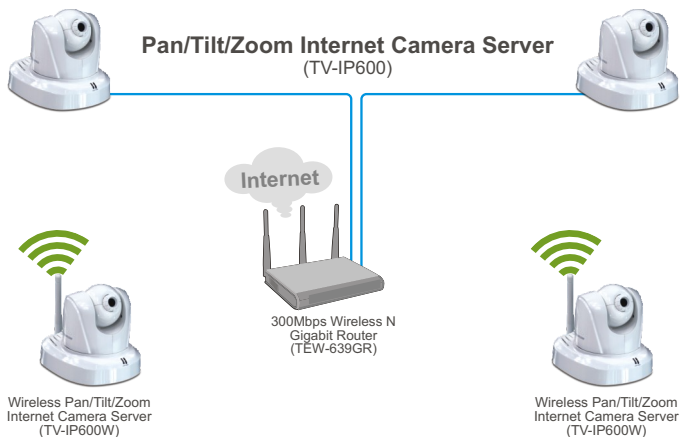 Pan/Tilt/Zoom Internet Camera Server
(TV-IP600)
Internet
300Mbps Wireless N
Gigabit Router
(TEW-639GR)
Wireless Pan/Tilt/Zoom
Internet Camera Server
(TV-IP600W)
Wireless Pan/Tilt/Zoom
Internet Camera Server
(TV-IP600W)